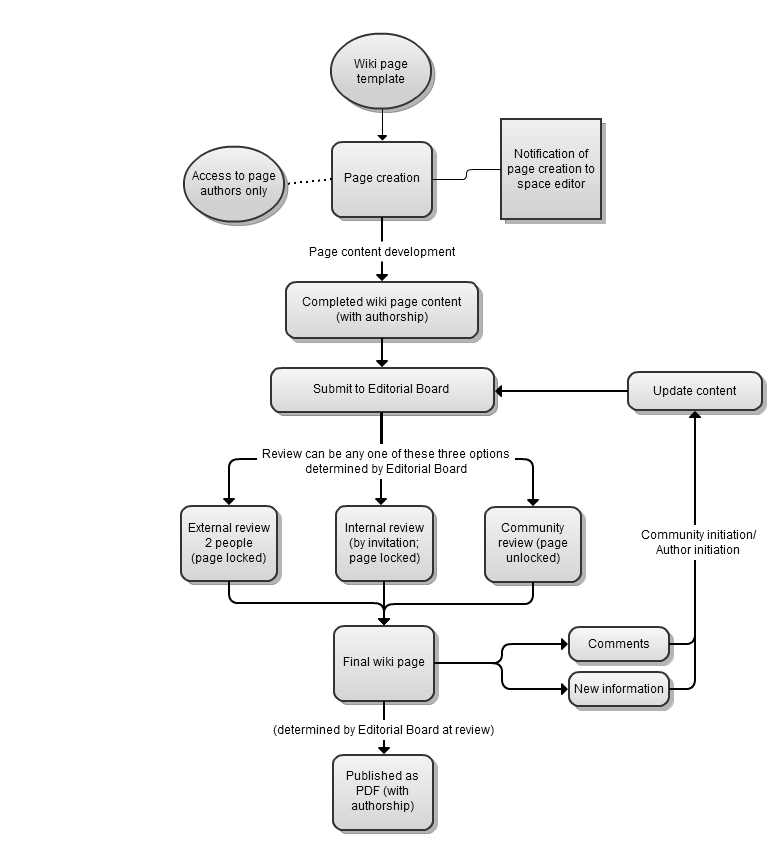 Wiki page
template
Access to page
authors only
Page creation
Notification of
page creation to
space editor
Page content development
Completed wiki page content
(with authorship)
Submit to Editorial Board
Update content
Review can be any one of these three options
determined by Editorial Board
External review
2 people
(page locked)
Internal review
(by invitation;
page locked)
Community
review (page
unlocked)
Community initiation/
Author initiation
Final wiki page
Comments
New information
(determined by Editorial Board at review)
Published as
PDF (with
authorship)